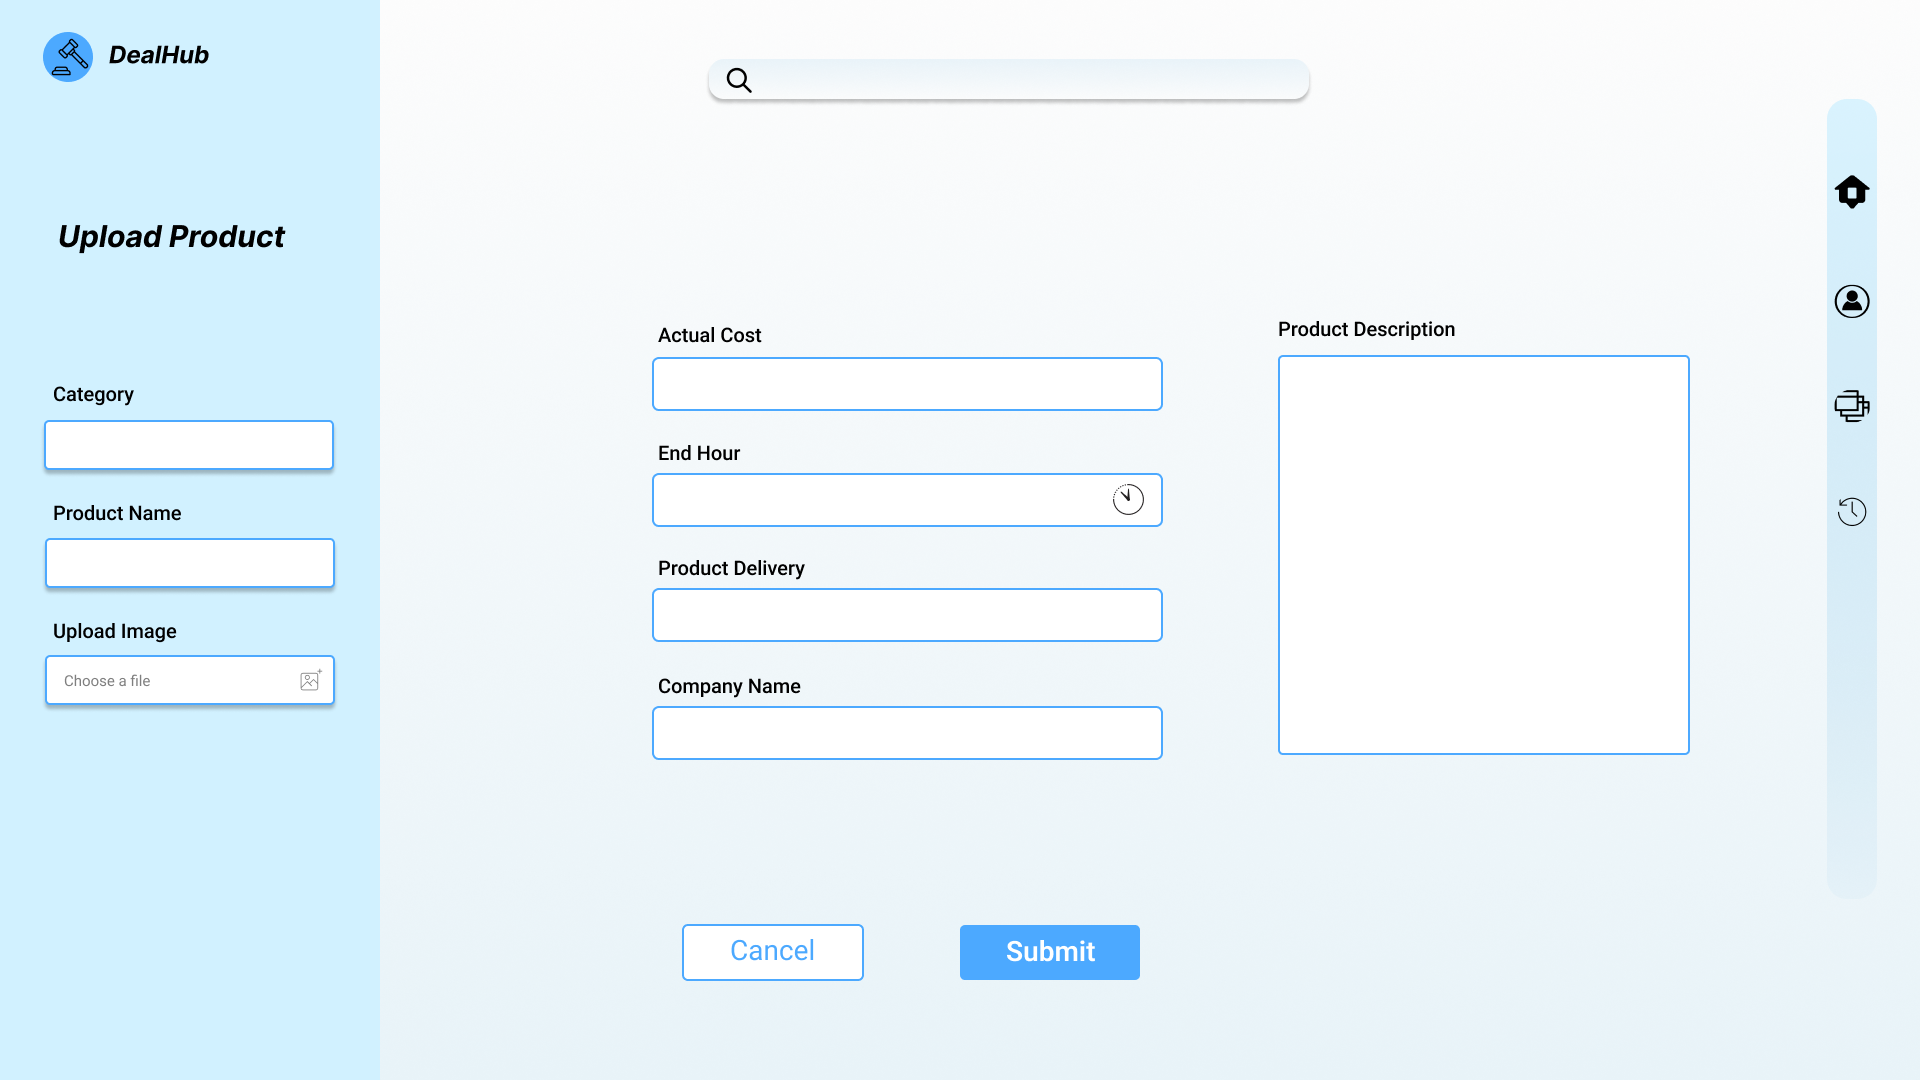 DealHub
Upload Product
Category
Product Name
Upload Image
Choose a file
Actual Cost
End Hour
Product Delivery
Company Name
Product Description
Cancel
Submit